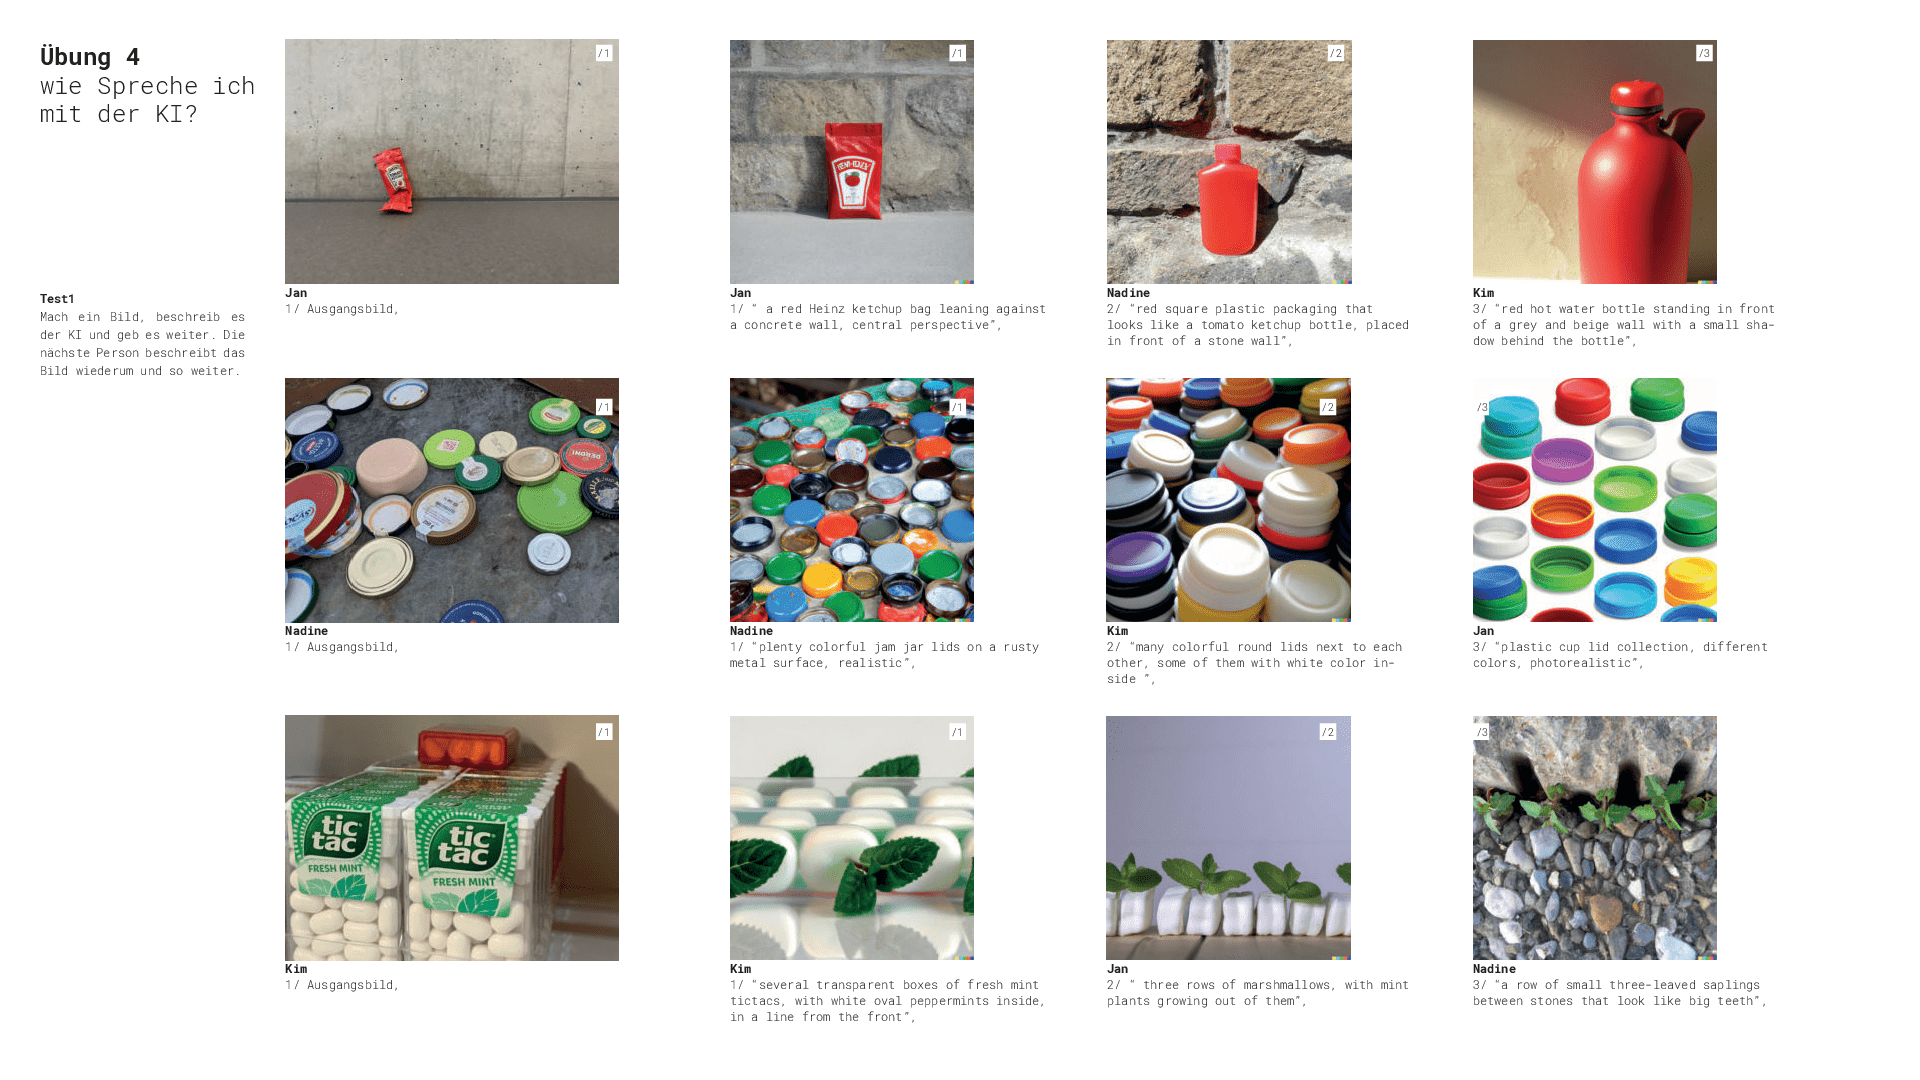 Übung 4
wie Spreche ich
mit der KI?
Test1
Mach ein Bild, beschreib es
der KI und geb es weiter. Die
nächste Person beschreibt das
Bild wiederum und so weiter.
/1
Jan
1/ Ausgangsbild,
/1
Jan
1/ “ a red Heinz ketchup bag leaning against
a concrete wall, central perspective”,
/2
Nadine
2/ “red square plastic packaging that
looks like a tomato ketchup bottle, placed
in front of a stone wall”,
/3
Kim
3/ “red hot water bottle standing in front
of a grey and beige wall with a small sha-
dow behind the bottle”,
/1
PERONI
Nadine
1/ Ausgangsbild,
/1
Nadine
1/ “plenty colorful jam jar lids on a rusty
metal surface, realistic”,
/2
Kim
2/ “many colorful round lids next to each
other, some of them with white color in-
side ”,
/3
Jan
3/ “plastic cup lid collection, different
colors, photorealistic”,
/1
tic
tac
FRESH MINT
tic
tac
FRESH MINT
Kim
1/ Ausgangsbild,
/1
Kim
1/ “several transparent boxes of fresh mint
tictacs, with white oval peppermints inside,
in a line from the front”,
/2
Jan
2/ “ three rows of marshmallows, with mint
plants growing out of them”,
/3
Nadine
3/ “a row of small three-leaved saplings
between stones that look like big teeth”,